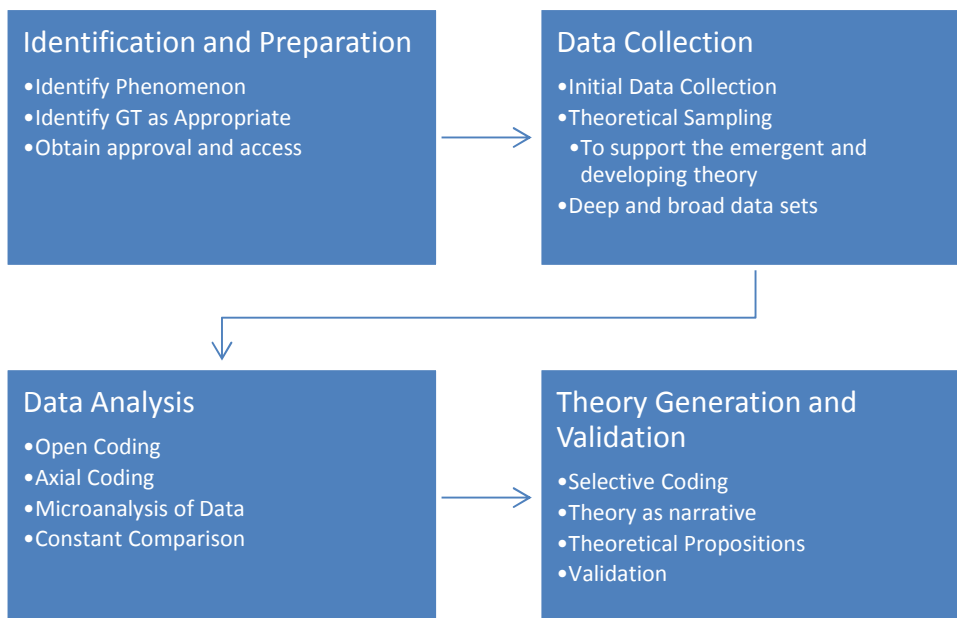 Identification and Preparation
•Identify Phenomenon
•Identify GT as Appropriate
•Obtain approval and access
Data Collection
•Initial Data Collection
•Theoretical Sampling
•To support the emergent and
developing theory
•Deep and broad data sets
Data Analysis
•Open Coding
•Axial Coding
•Microanalysis of Data
•Constant Comparison
Theory Generation and
Validation
•Selective Coding
•Theory as narrative
•Theoretical Propositions
•Validation